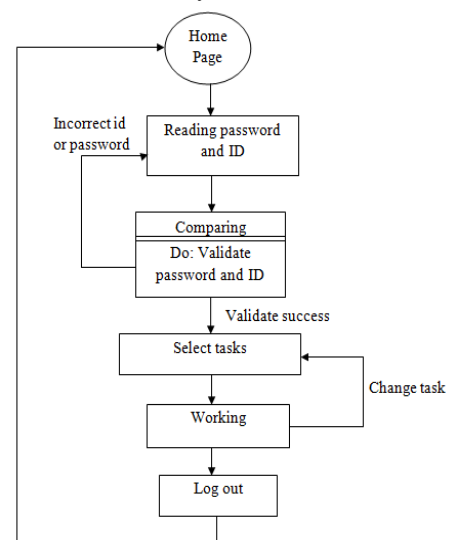 Home
Page
Incorrect id
or password
Reading password
and ID
Comparing
Do: Validate
password and ID
Validate success
Select tasks
Change task
Working
Log out